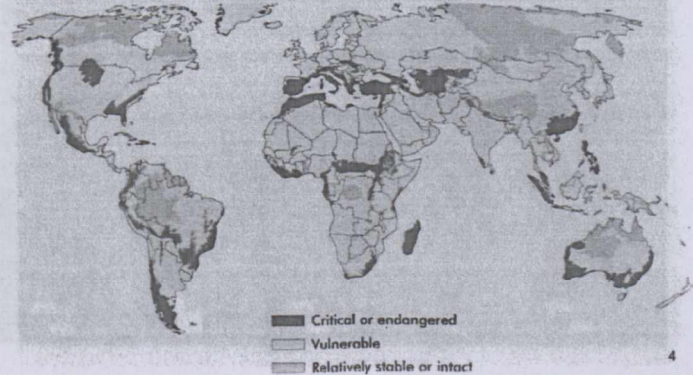 Critical or endangered
Vulnerable
Relatively stable or intact
4